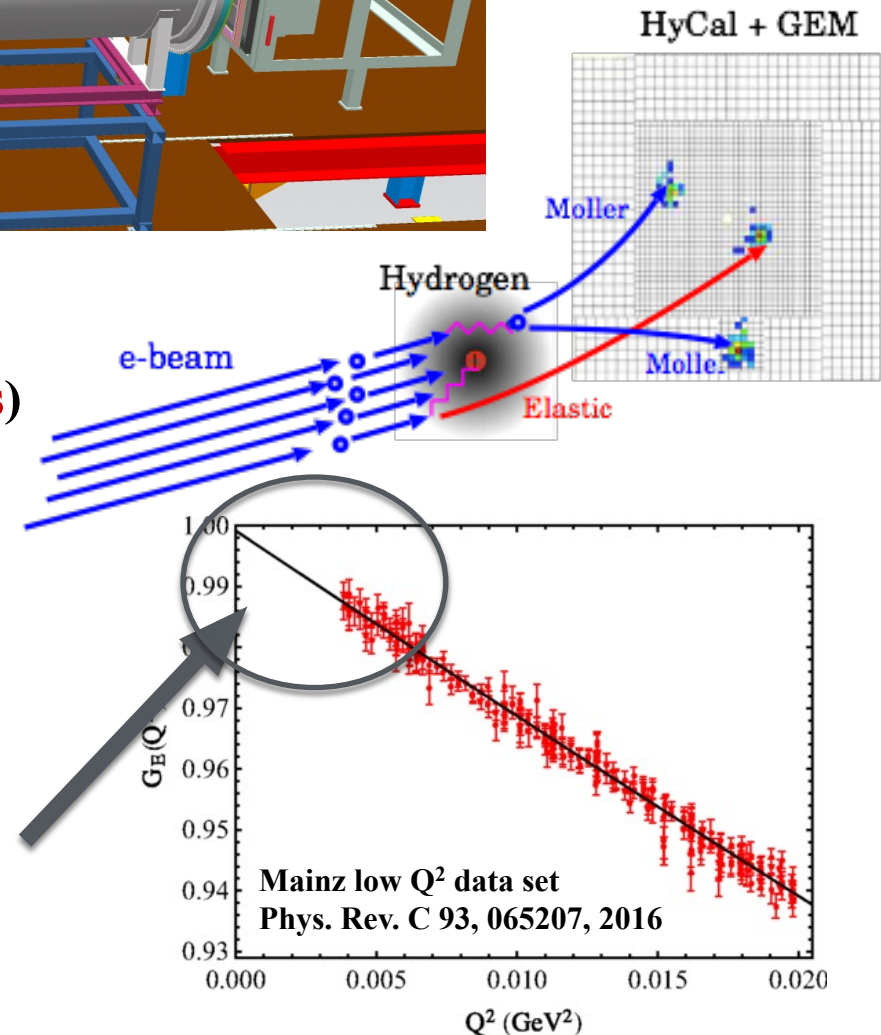 HyCal + GEM
Moller
Hydrogen
e-beam
Molle
s)
Elastic
1.00
0.99
0.97
0.96
0.95
0.94
0.93
G_E(Q
Mainz low Q² data set
Phys. Rev. C 93, 065207, 2016
0.000 0.005 0.010 0.015 0.020
Q² (GeV²)